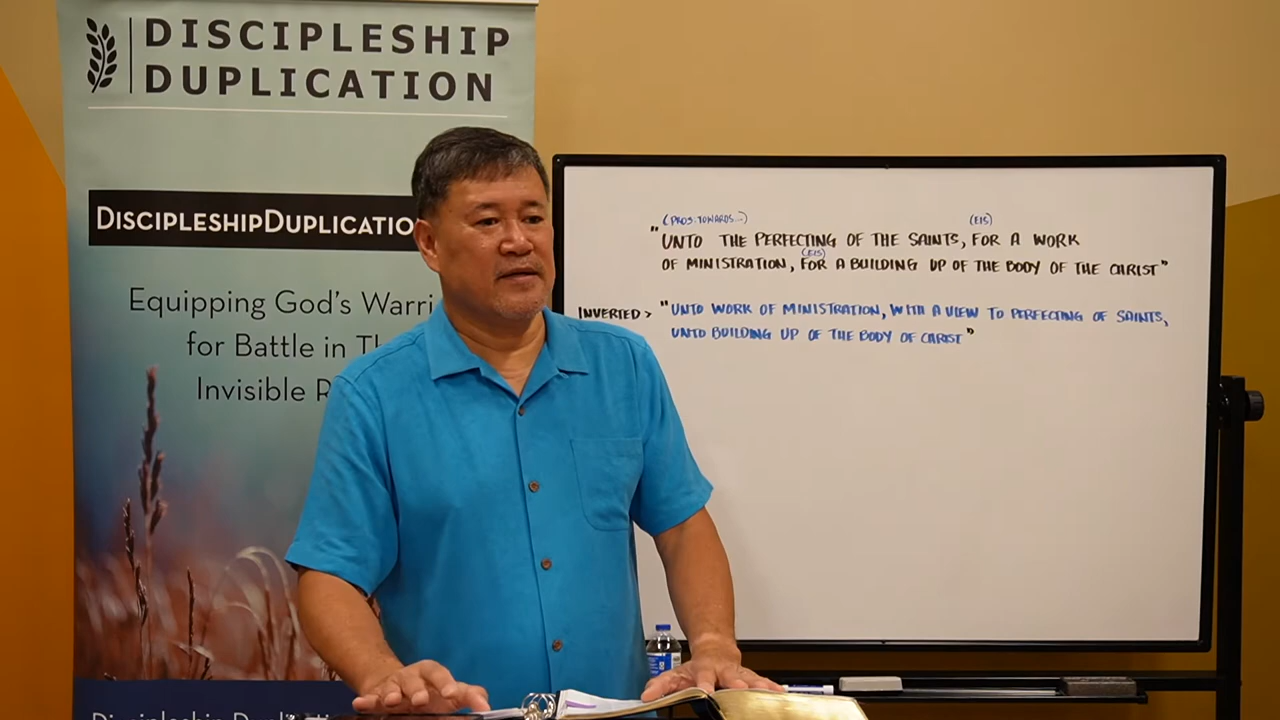 DISCIPLESHIP
DUPLICATION
DISCIPLESHIPDUPLICATIO
Equipping God's Warri
for Battle in Th
Invisible R
(PROS: TOWARDS...)
(EIS)
"UNTO THE PERFECTING OF THE SAINTS, FOR A WORK
(EIS)
OF MINISTRATION, FOR A BUILDING UP OF THE BODY OF THE CHRIST"
INVERTED > "UNTO WORK OF MINISTRATION, WITH A VIEW TO PERFECTING OF SAINTS,
UNTO BUILDING UP OF THE BODY OF CHRIST"
Discipleship Duplicati